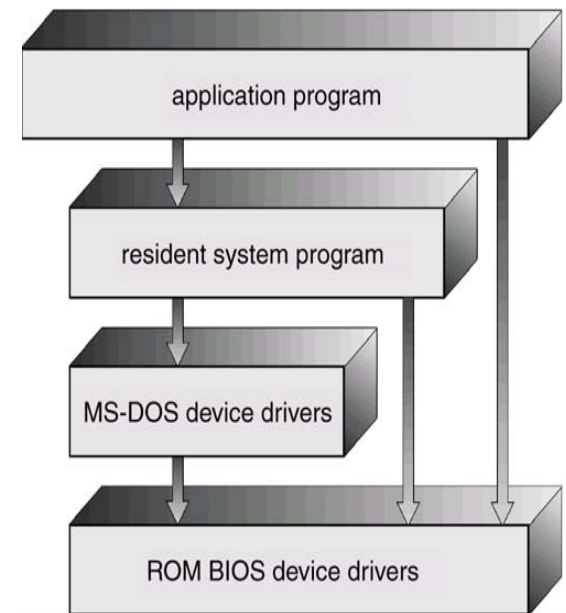 application program
resident system program
MS-DOS device drivers
ROM BIOS device drivers